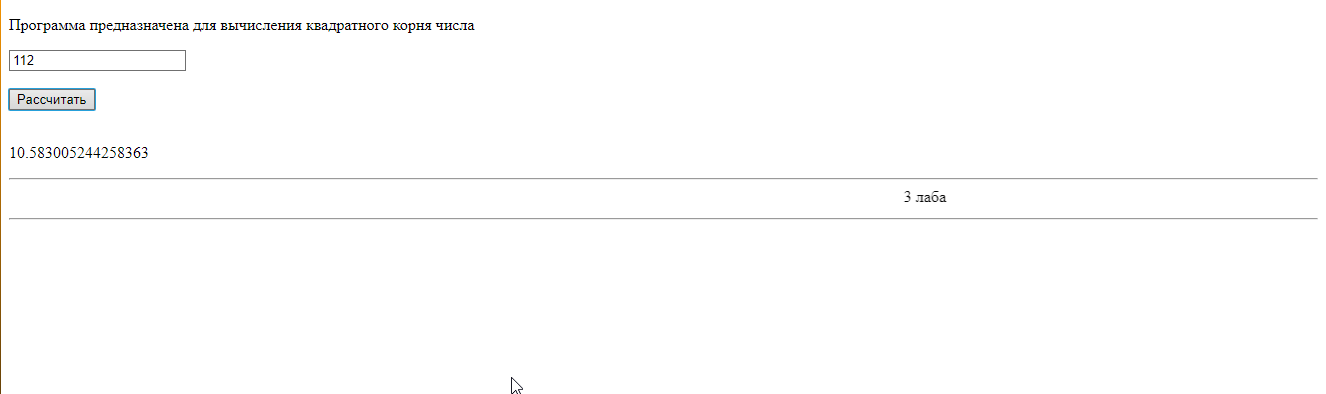 Программа предназначена для вычисления квадратного корня числа
112
Рассчитать
10.583005244258363
3 лаба